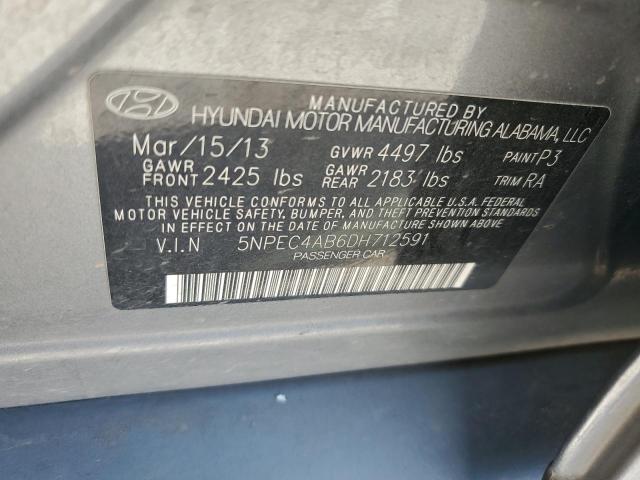 MANUFACTURED BY
HYUNDAI MOTOR MANUFACTURING ALABAMA, LLC
Mar/15/13 GVWR 4497 lbs PAINT P3
GAWR FRONT 2425 lbs GAWR REAR 2183 lbs TRIM RA
THIS VEHICLE CONFORMS TO ALL APPLICABLE U.S.A. FEDERAL
MOTOR VEHICLE SAFETY, BUMPER, AND THEFT PREVENTION
STANDARDS IN EFFECT ON THE DATE OF MANUFACTURE SHOWN ABOVE
V.I.N 5NPEC4AB6DH712591
PASSENGER CAR